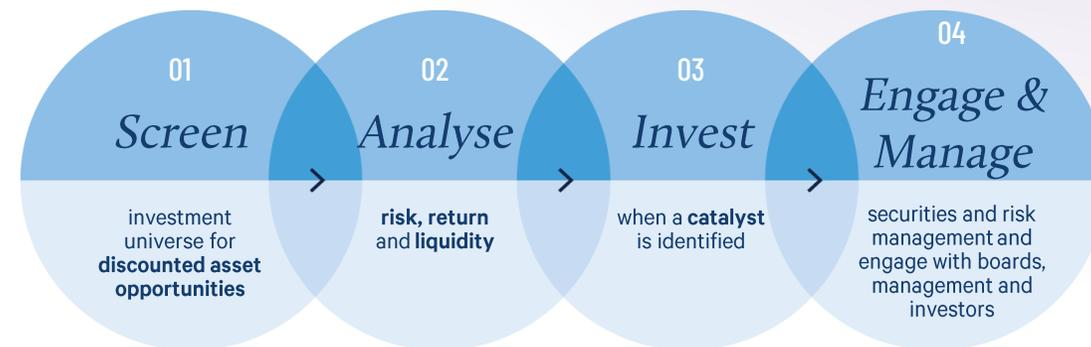 01
Screen
investment
universe for
discounted asset
opportunities
02
Analyse
risk, return
and liquidity
03
Invest
when a catalyst
is identified
04
Engage &
Manage
securities and risk
management and
engage with boards,
management and
investors